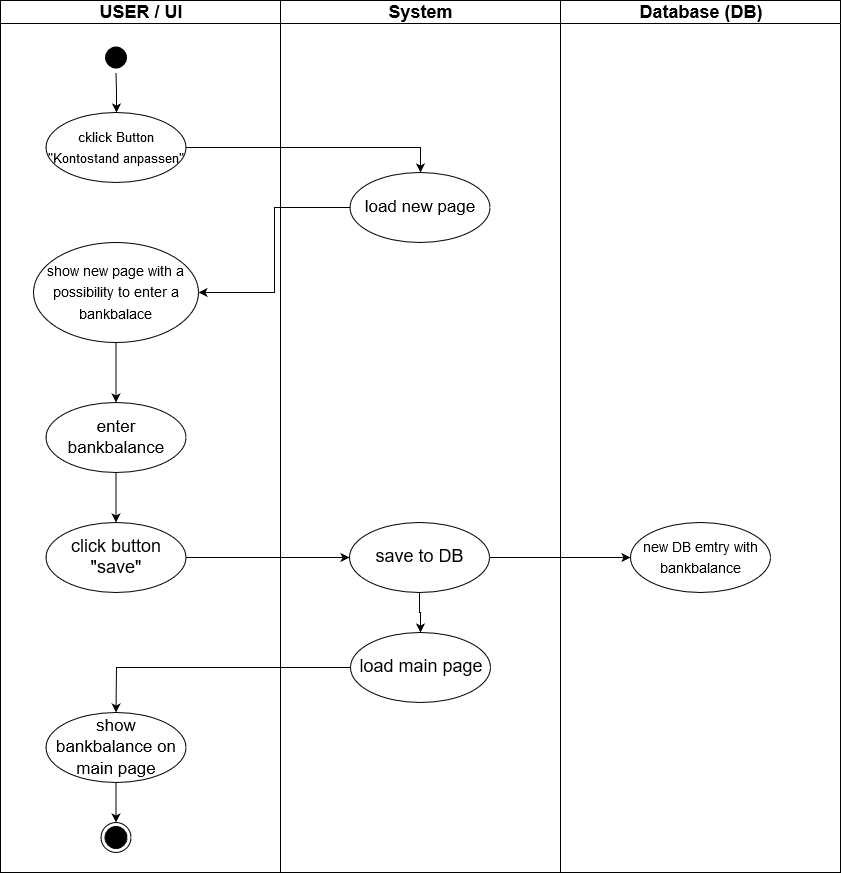 USER / UI
System
Database (DB)
cklick Button
"Kontostand anpassen"
load new page
show new page with a
possibility to enter a
bankbalace
enter
bankbalance
click button
"save"
save to DB
new DB emtry with
bankbalance
load main page
show
bankbalance on
main page